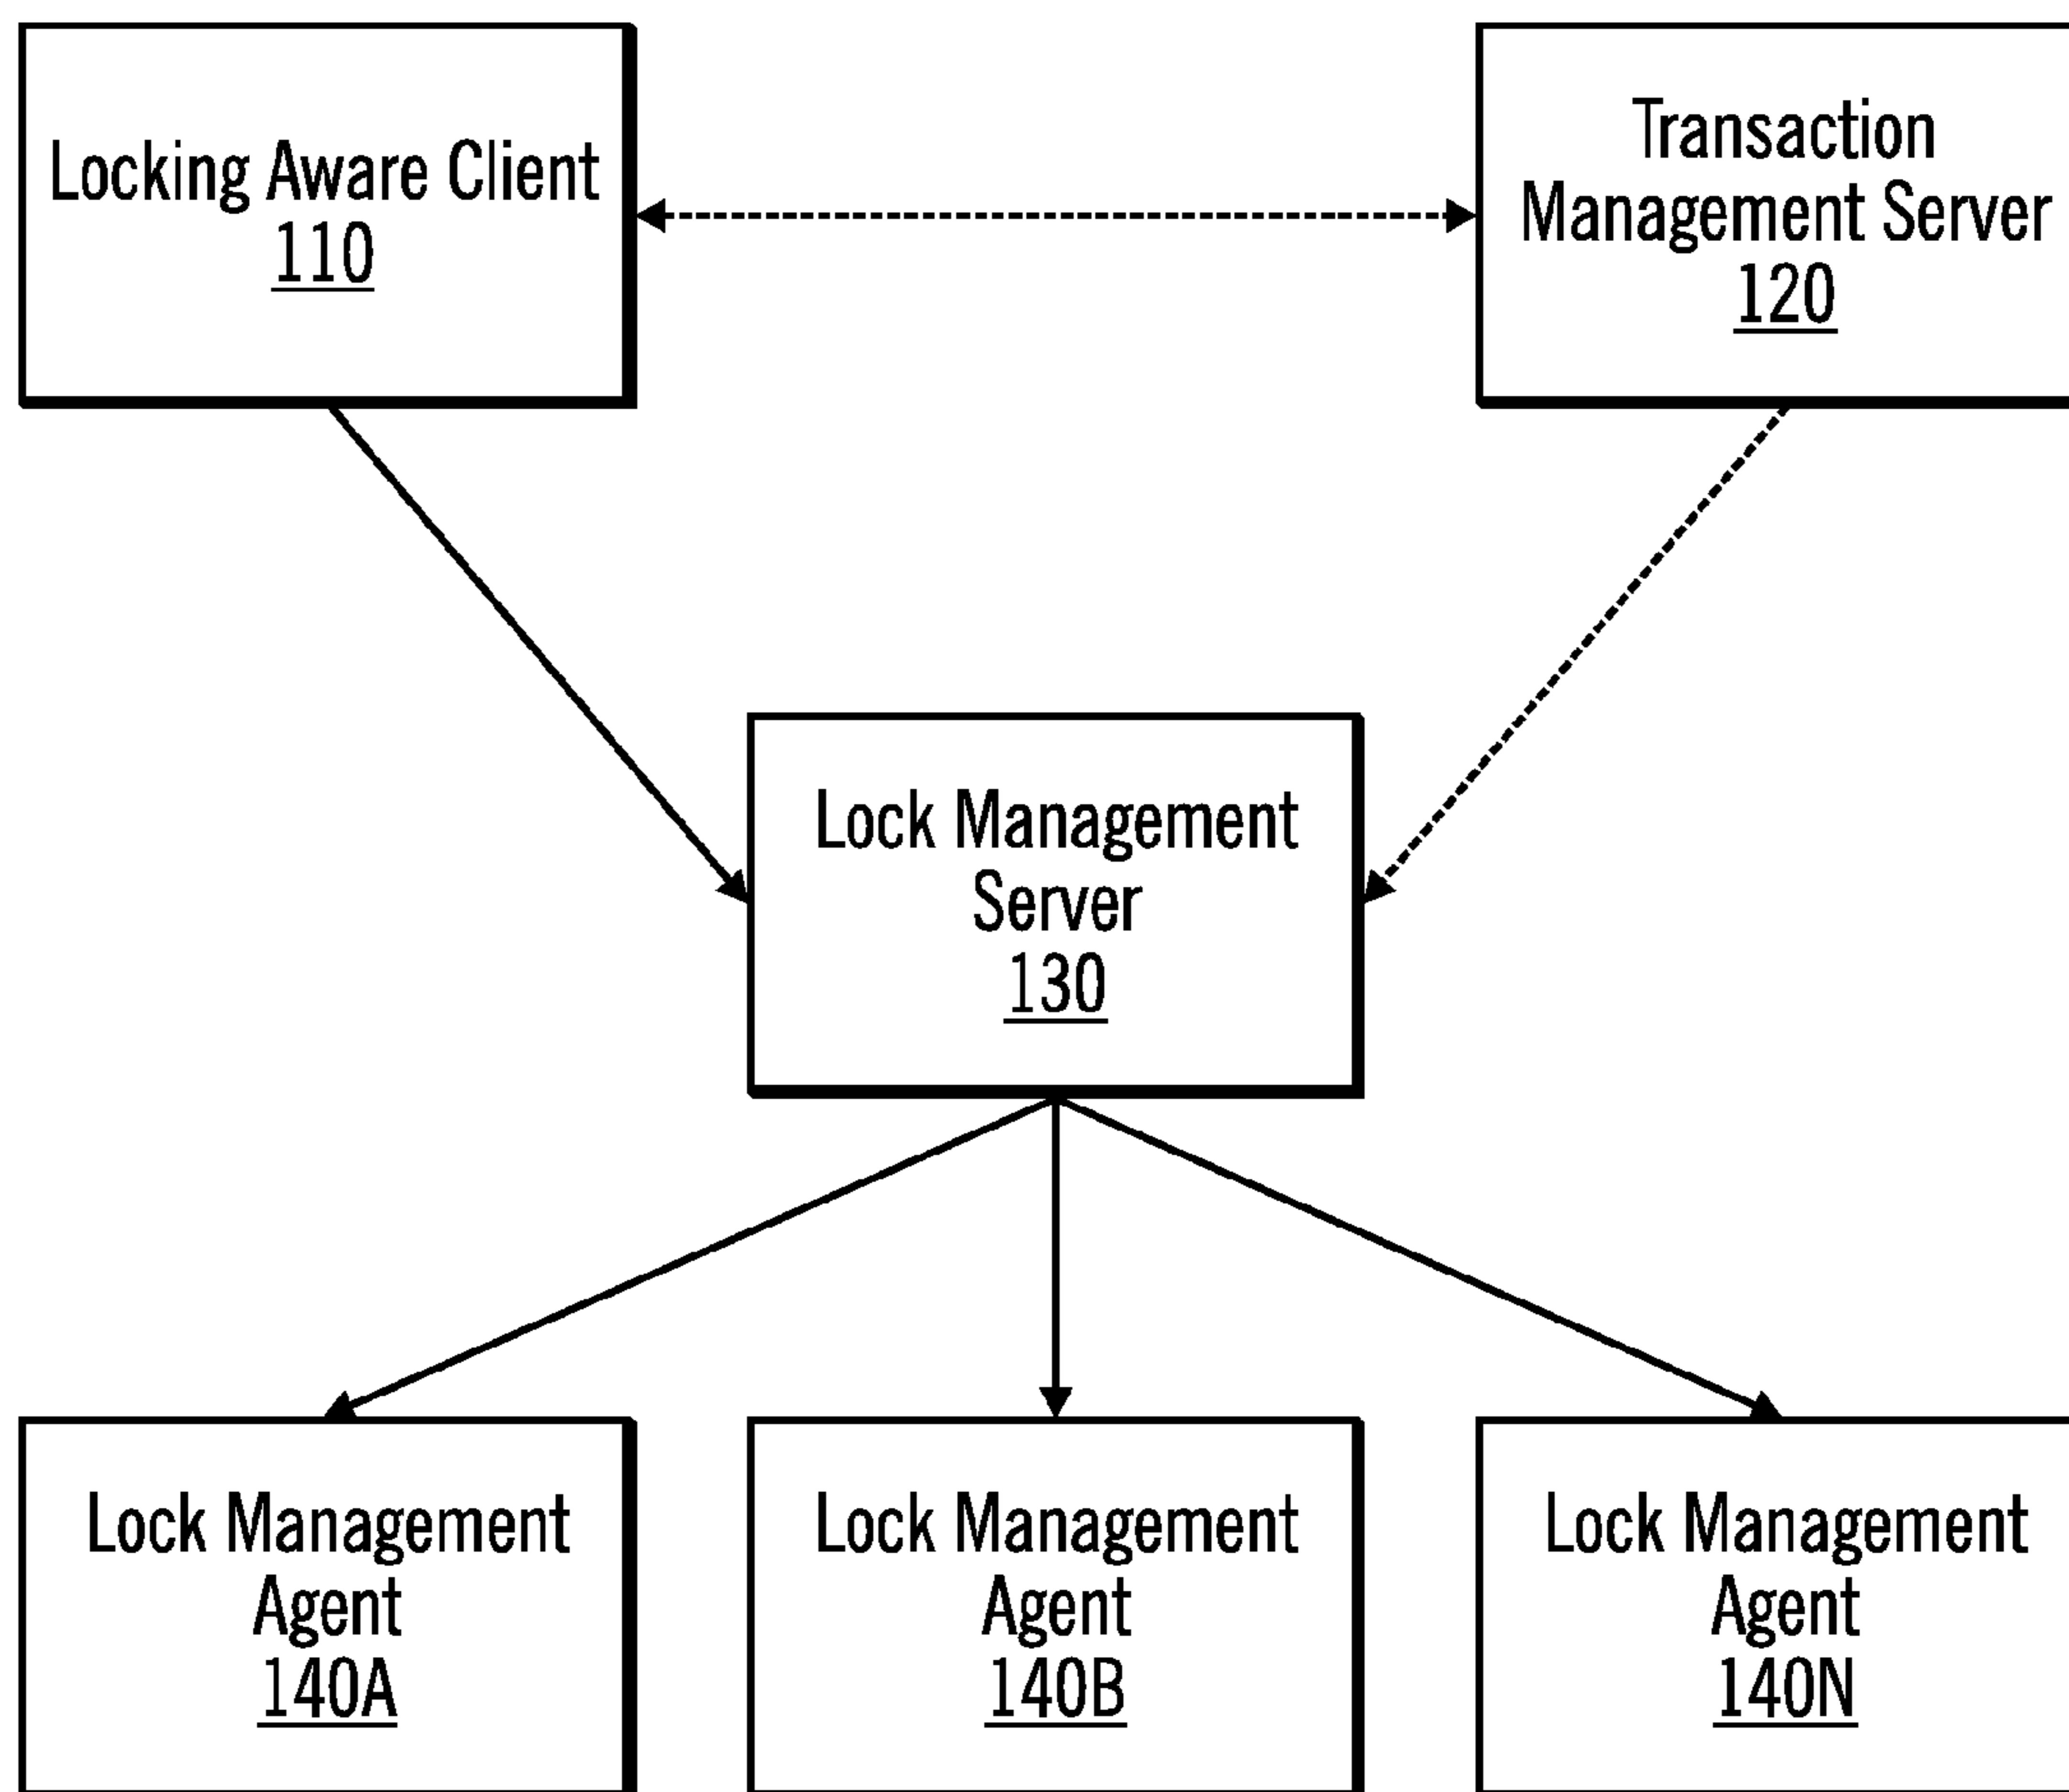 Locking Aware Client
110
Transaction
Management Server
120
Lock Management
Server
130
Lock Management
Agent
140A
Lock Management
Agent
140B
Lock Management
Agent
140N